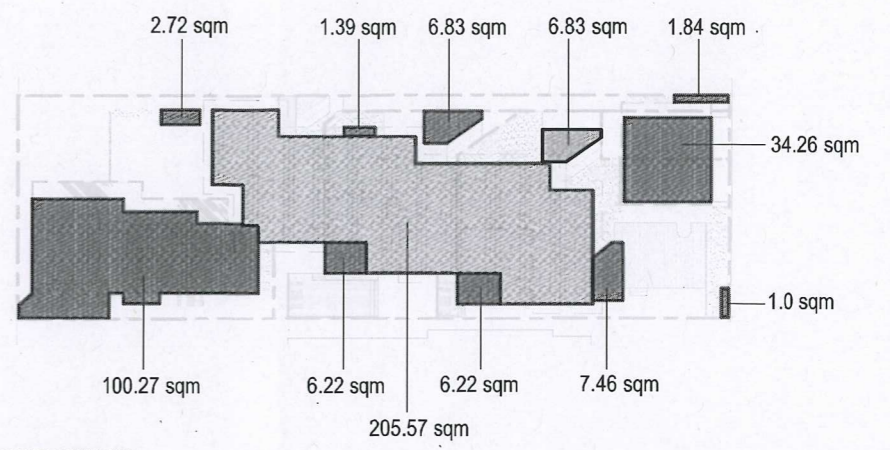 2.72 sqm
1.39 sqm
6.83 sqm
6.83 sqm
1.84 sqm
34.26 sqm
1.0 sqm
100.27 sqm
6.22 sqm
6.22 sqm
7.46 sqm
205.57 sqm